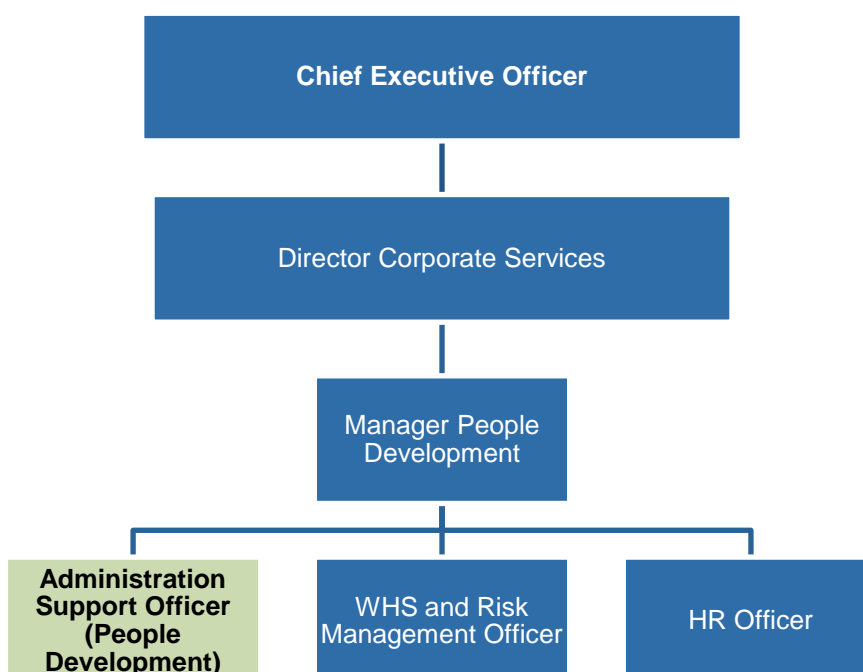 Chief Executive Officer
Director Corporate Services
Manager People
Development
Administration
Support Officer
(People
Development)
WHS and Risk
Management Officer
HR Officer